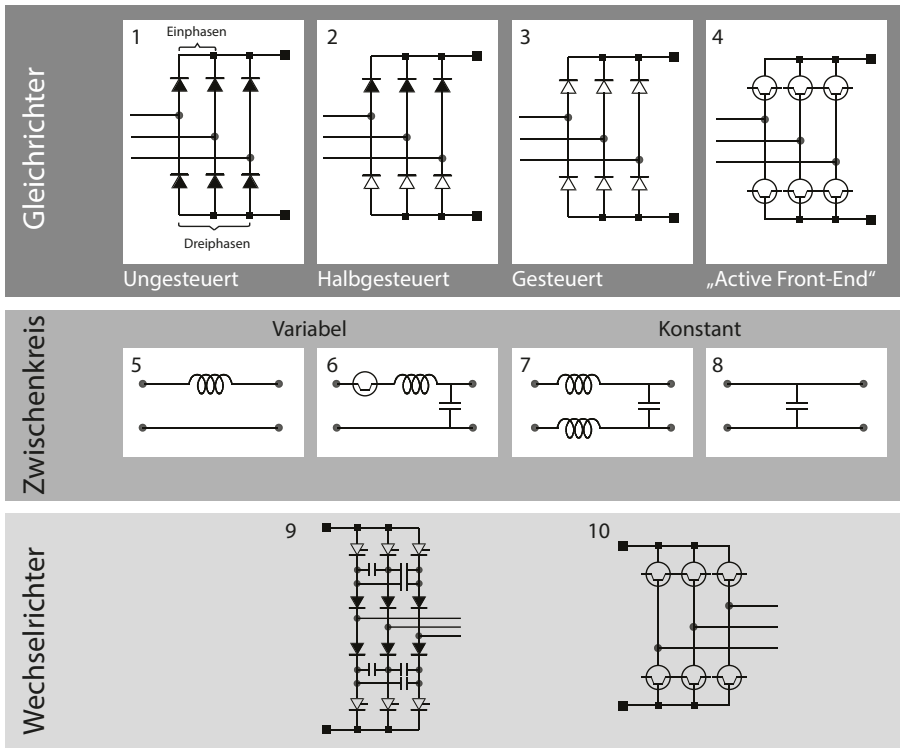 Gleichrichter
1
Einphasen
Dreiphasen
Ungesteuert
2
Halbgesteuert
3
Gesteuert
4
„Active Front-End“
Zwischenkreis
Variabel
Konstant
5
6
7
8
Wechselrichter
9
10